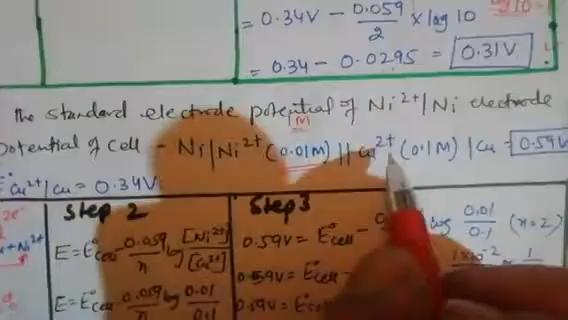 = 0.34V - 0.059/2 x log 10
= 0.34 - 0.0295 = 0.31V
The standard electrode potential of Ni2+/Ni electrode
1M
Potential of Cell - Ni/Ni2+ (0.01M) || Cu2+ (0.1M) | Cu = 0.59V
E°Cu2+/Cu = 0.34V
Step 2
E = E°cell - 0.059/n log [Ni2+]/[Cu2+]
E = E°cell - 0.059/n log 0.01/0.1
Step 3
0.59V = E°cell - log 0.01/0.1 (n=2)
0.59V = E°cell - 1x10-2
0.59V = E°cell